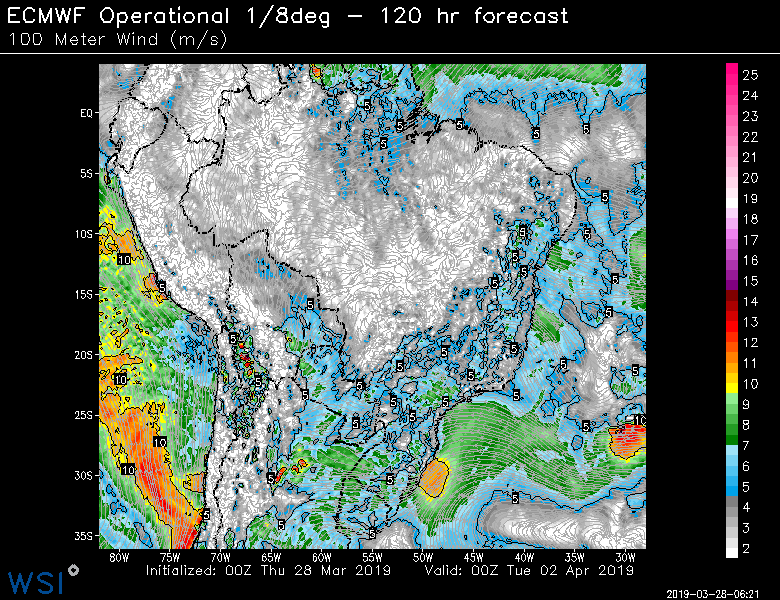 ECMWF Operational 1/8deg – 120 hr forecast
100 Meter Wind (m/s)
25
24
23
22
21
20
19
18
17
16
15
14
13
12
11
10
9
8
7
6
5
4
3
2
EQ
5S
10S
15S
20S
25S
30S
35S
5 5 5 5 5 5
5 5 5 5 5
10 5 5 5 5 5
5 5 5 5 5 5
10 5 5 5 5 5
5 5 5 5 5 10
10 10 5 5 5
5 5 5
80W 75W 70W 65W 60W 55W 50W 45W 40W 35W 30W
Initialized: 00Z Thu 28 Mar 2019 Valid: 00Z Tue 02 Apr 2019
WSI
2019-03-28-06:21